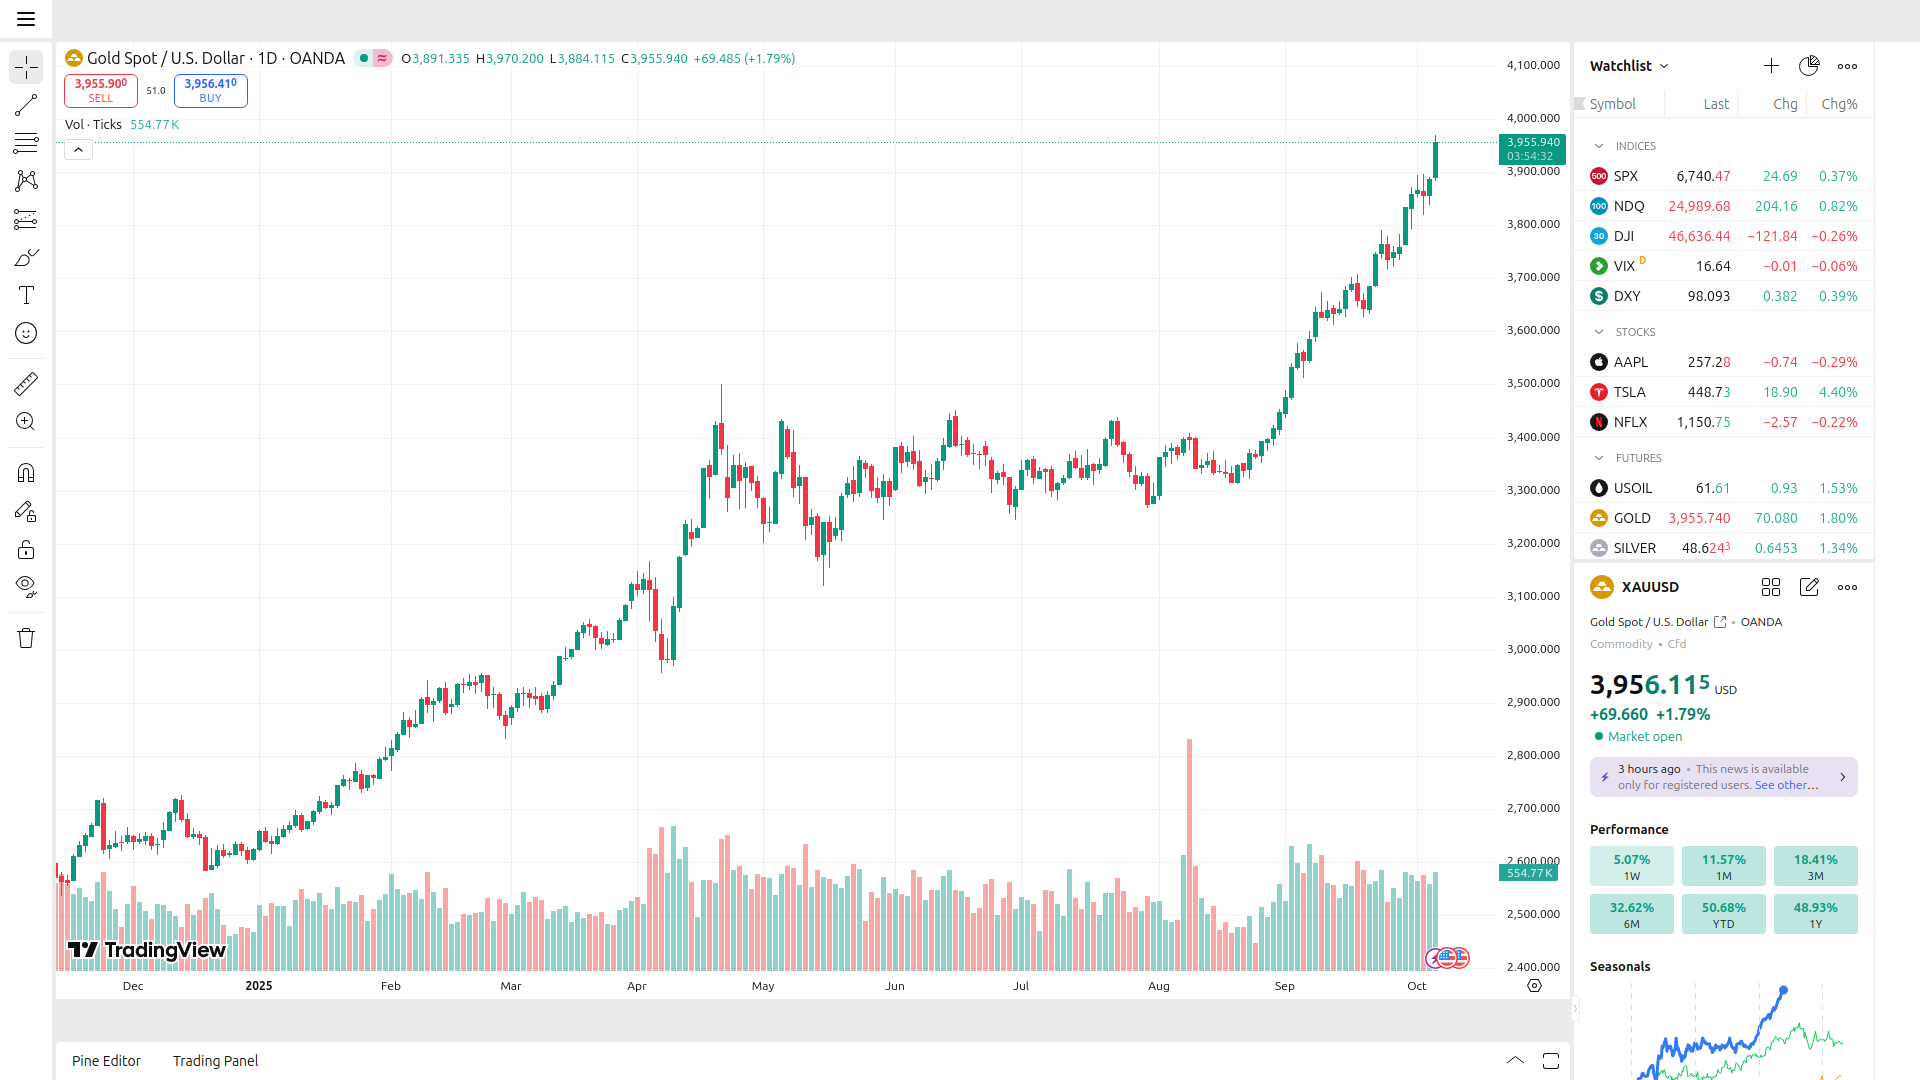 Gold Spot / U.S. Dollar · 1D · OANDA ≈ O3,891.335 H3,970.200 L3,884.115 C3,955.940 +69.485 (+1.79%)
3,955.900 SELL 51.0 3,956.410 BUY
Vol · Ticks 554.77K
4,100.000
4,000.000
3,955.940
03:54:32
3,900.000
3,800.000
3,700.000
3,600.000
3,500.000
3,400.000
3,300.000
3,200.000
3,100.000
3,000.000
2,900.000
2,800.000
2,700.000
2,600.000
554.77K
2,500.000
2,400.000
TradingView
Dec 2025 Feb Mar Apr May Jun Jul Aug Sep Oct
Pine Editor Trading Panel
Watchlist
Symbol Last Chg Chg%
INDICES
500 SPX 6,740.47 24.69 0.37%
100 NDQ 24,989.68 204.16 0.82%
30 DJI 46,636.44 −121.84 −0.26%
VIX D 16.64 −0.01 −0.06%
$ DXY 98.093 0.382 0.39%
STOCKS
AAPL 257.28 −0.74 −0.29%
TSLA 448.73 18.90 4.40%
N NFLX 1,150.75 −2.57 −0.22%
FUTURES
USOIL 61.61 0.93 1.53%
GOLD 3,955.740 70.080 1.80%
SILVER 48.6243 0.6453 1.34%
XAUUSD
Gold Spot / U.S. Dollar • OANDA
Commodity • Cfd
3,956.115 USD
+69.660 +1.79%
Market open
3 hours ago • This news is available
only for registered users. See other...
Performance
5.07% 11.57% 18.41%
1W 1M 3M
32.62% 50.68% 48.93%
6M YTD 1Y
Seasonals